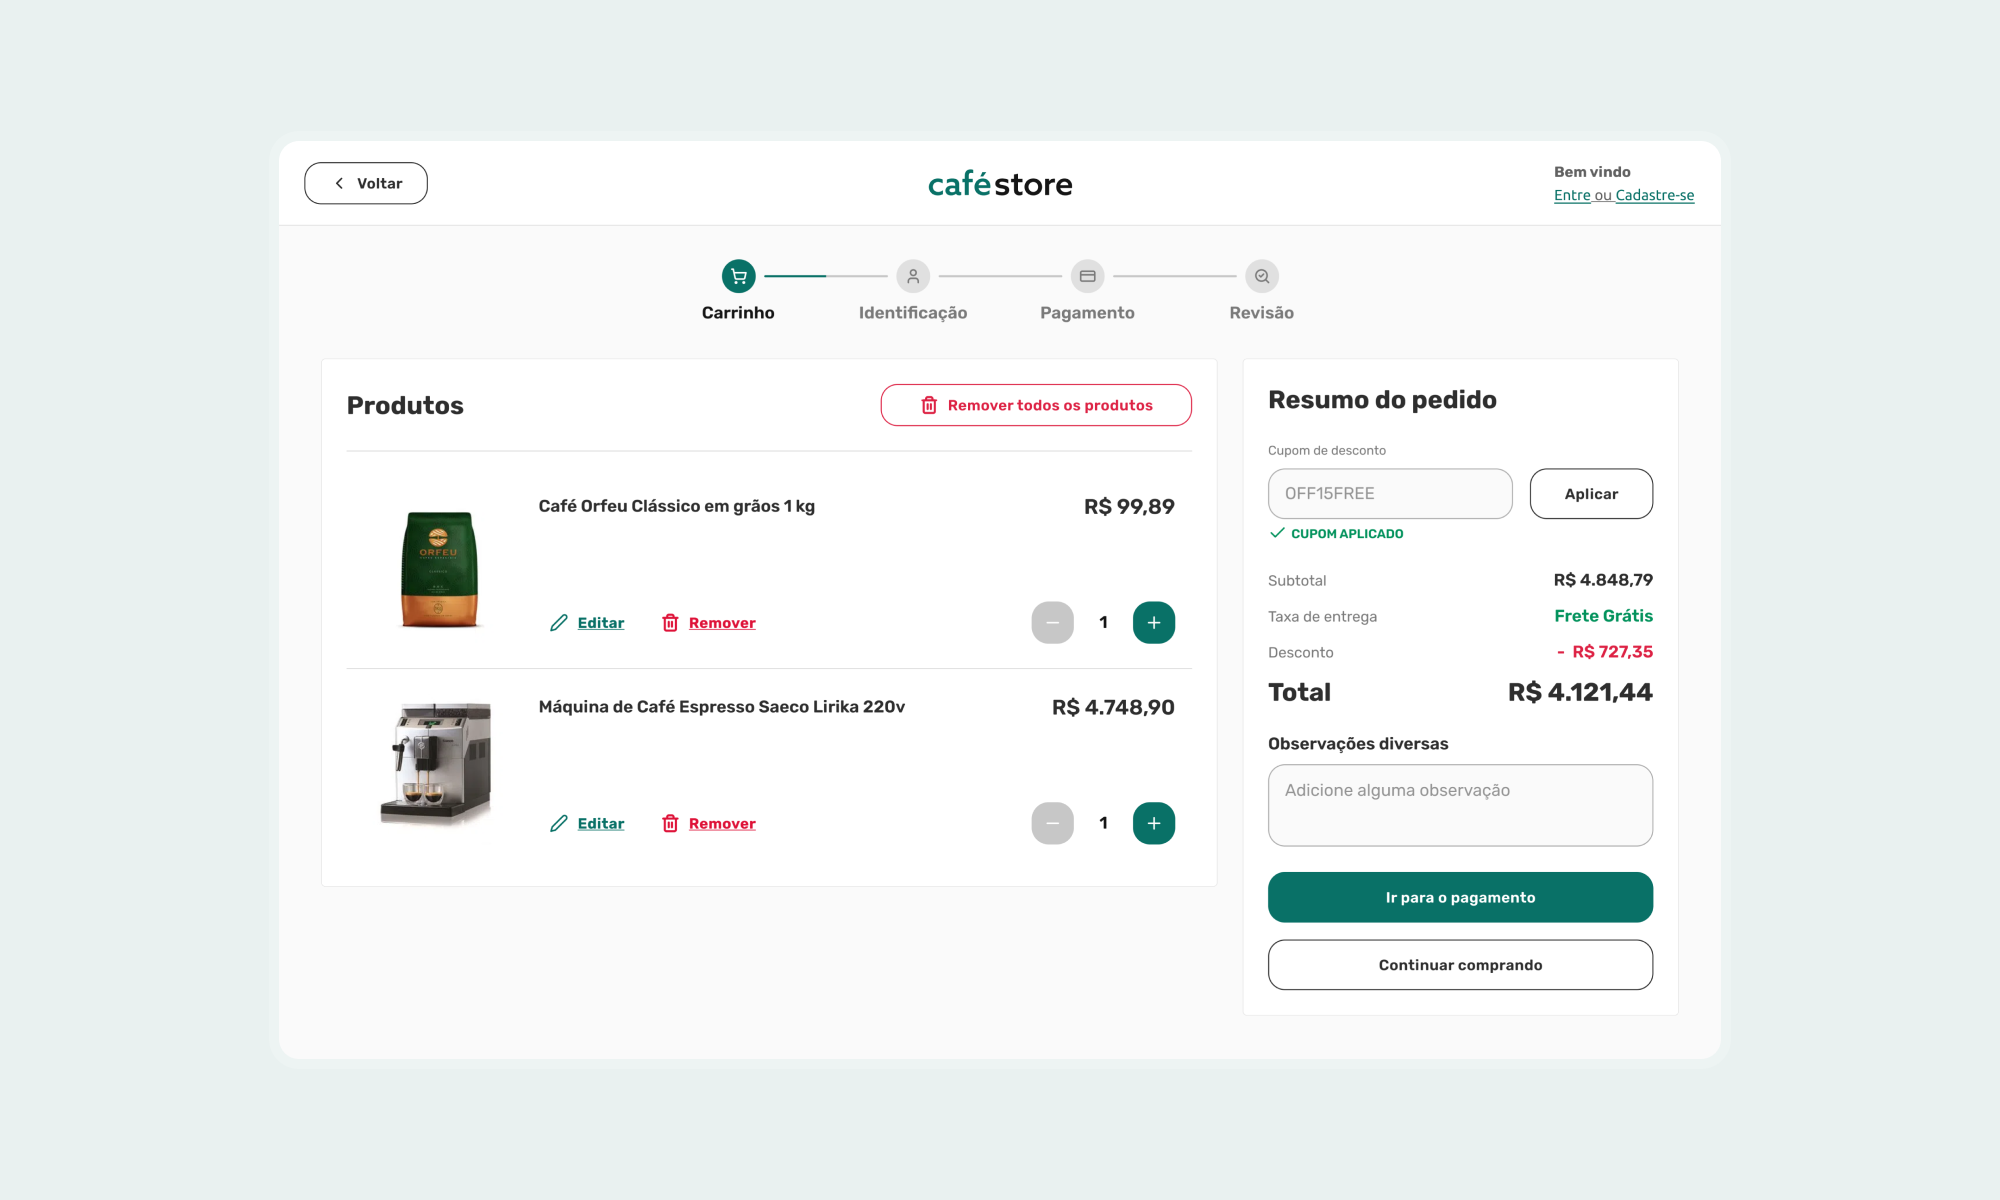 Voltar
café store
Bem vindo
Entre ou Cadastre-se
Carrinho
Identificação
Pagamento
Revisão
Produtos
Remover todos os produtos
Café Orfeu Clássico em grãos 1 kg
R$ 99,89
ORFEU
Editar
Remover
1
Máquina de Café Espresso Saeco Lirika 220v
R$ 4.748,90
Editar
Remover
1
Resumo do pedido
Cupom de desconto
OFF15FREE
Aplicar
CUPOM APLICADO
Subtotal
R$ 4.848,79
Taxa de entrega
Frete Grátis
Desconto
- R$ 727,35
Total
R$ 4.121,44
Observações diversas
Adicione alguma observação
Ir para o pagamento
Continuar comprando